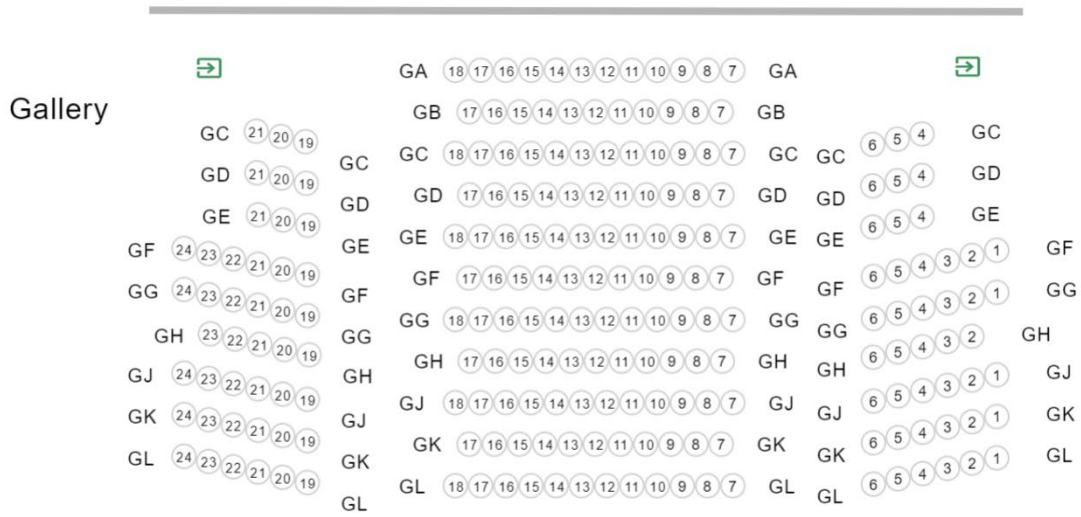 GA 18 17 16 15 14 13 12 11 10 9 8 7 GA
Gallery
GB 17 16 15 14 13 12 11 10 9 8 7 GB
GC 21 20 19 GC GC 18 17 16 15 14 13 12 11 10 9 8 7 GC GC 6 5 4 GC
GD 21 20 19 GD GD 17 16 15 14 13 12 11 10 9 8 7 GD GD 6 5 4 GD
GE 21 20 19 GE GE 18 17 16 15 14 13 12 11 10 9 8 7 GE GE 6 5 4 GE
GF 24 23 22 21 20 19 GF GF 17 16 15 14 13 12 11 10 9 8 7 GF GF 6 5 4 3 2 1 GF
GG 24 23 22 21 20 19 GG GG 18 17 16 15 14 13 12 11 10 9 8 7 GG GG 6 5 4 3 2 1 GG
GH 23 22 21 20 19 GH GH 17 16 15 14 13 12 11 10 9 8 7 GH GH 6 5 4 3 2 GH
GJ 24 23 22 21 20 19 GJ GJ 18 17 16 15 14 13 12 11 10 9 8 7 GJ GJ 6 5 4 3 2 1 GJ
GK 24 23 22 21 20 19 GK GK 17 16 15 14 13 12 11 10 9 8 7 GK GK 6 5 4 3 2 1 GK
GL 24 23 22 21 20 19 GL GL 18 17 16 15 14 13 12 11 10 9 8 7 GL GL 6 5 4 3 2 1 GL